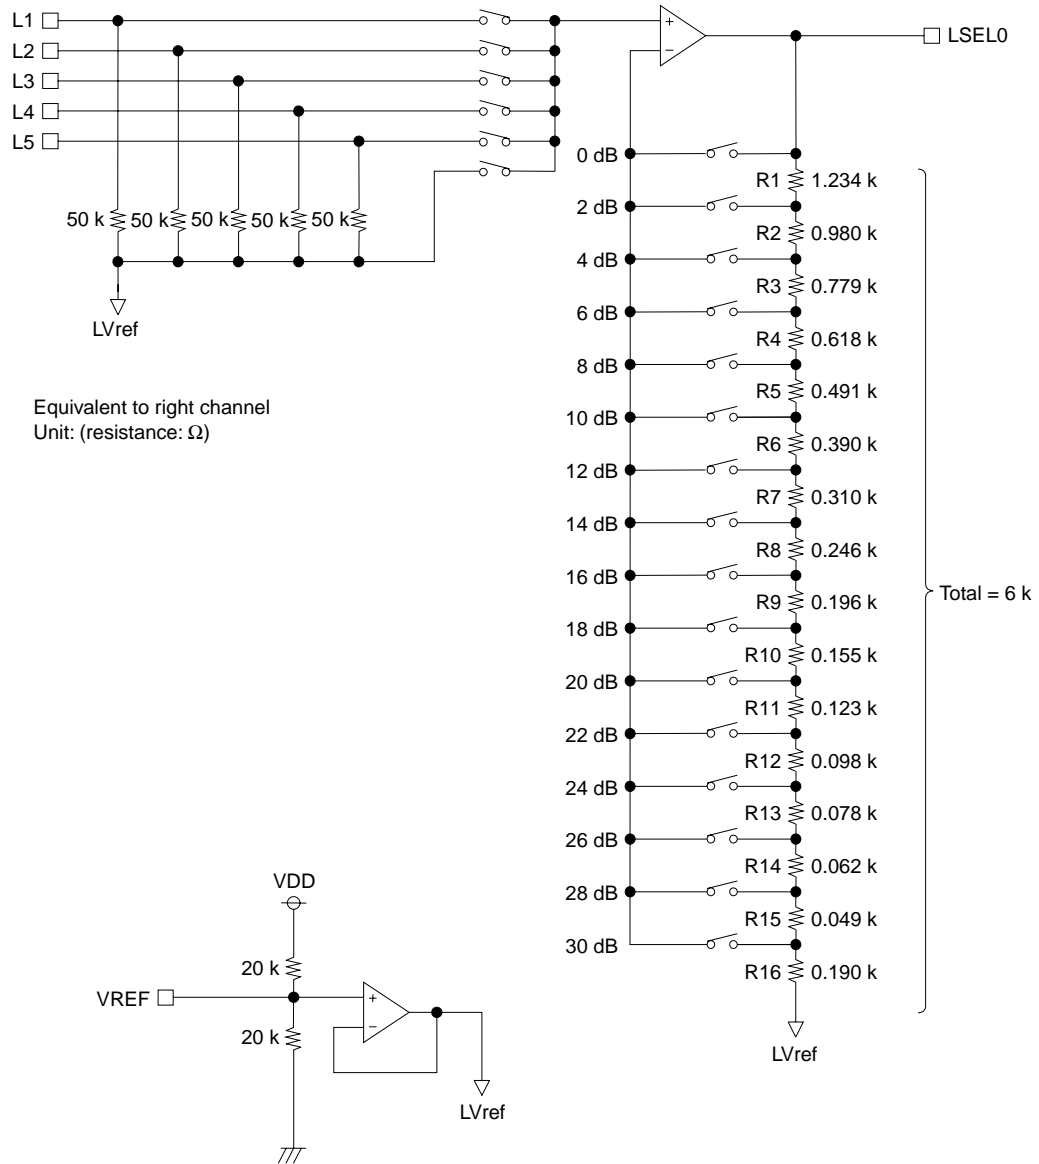 L1
L2
L3
L4
L5
50 k 50 k 50 k 50 k 50 k
LVref
Equivalent to right channel
Unit: (resistance: Ω)
+
−
LSEL0
0 dB
R1 1.234 k
2 dB
R2 0.980 k
4 dB
R3 0.779 k
6 dB
R4 0.618 k
8 dB
R5 0.491 k
10 dB
R6 0.390 k
12 dB
R7 0.310 k
14 dB
R8 0.246 k
16 dB
R9 0.196 k
18 dB
R10 0.155 k
20 dB
R11 0.123 k
22 dB
R12 0.098 k
24 dB
R13 0.078 k
26 dB
R14 0.062 k
28 dB
R15 0.049 k
30 dB
R16 0.190 k
LVref
Total = 6 k
VDD
20 k
VREF
20 k
+
−
LVref